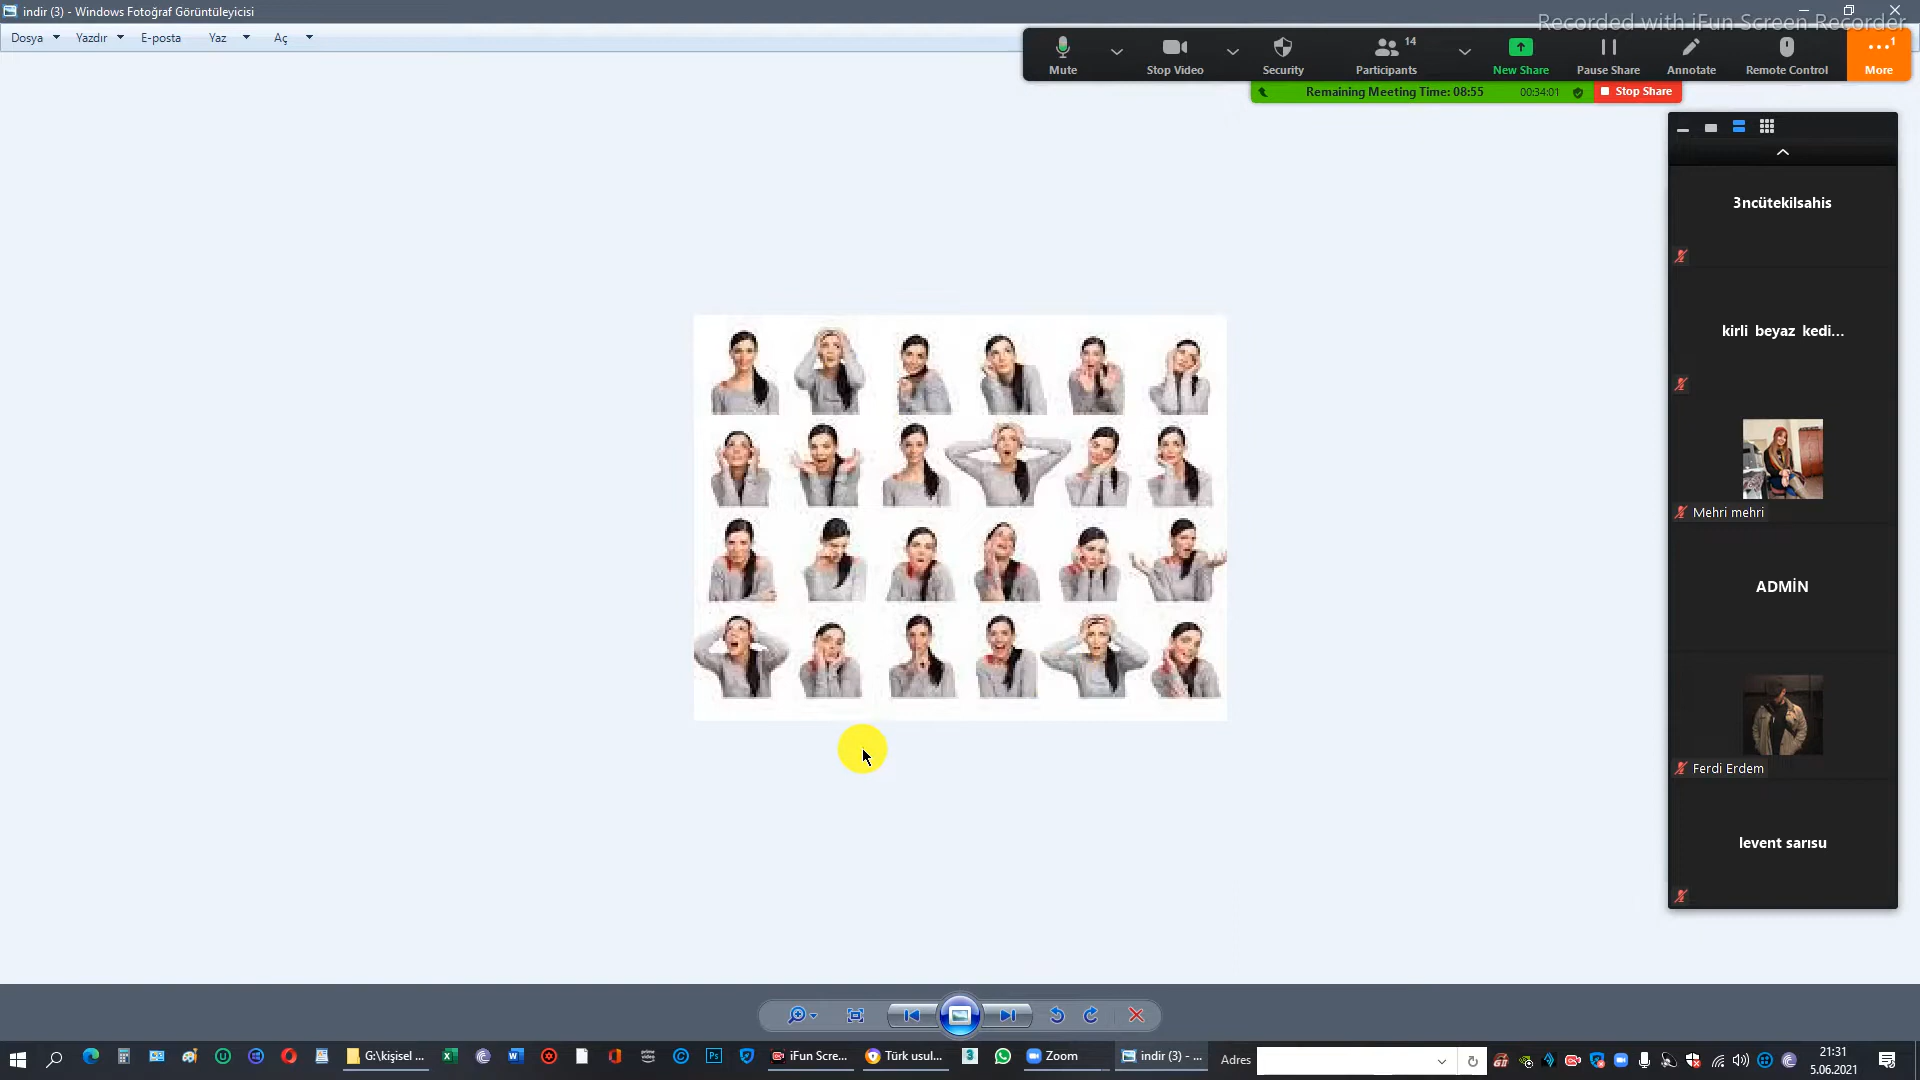 indir (3) - Windows Fotoğraf Görüntüleyicisi
Recorded with iFun Screen Recorder
Dosya Yazdır E-posta Yaz Aç
14
1
Mute Stop Video Security Participants New Share Pause Share Annotate Remote Control More
Remaining Meeting Time: 08:55 00:34:01 Stop Share
3ncütekilsahis
kirli beyaz kedi...
Mehri mehri
ADMİN
Ferdi Erdem
levent sarısu
G:\kişisel ... iFun Scre... Türk usul... Zoom indir (3) - ... Adres
21:31
5.06.2021